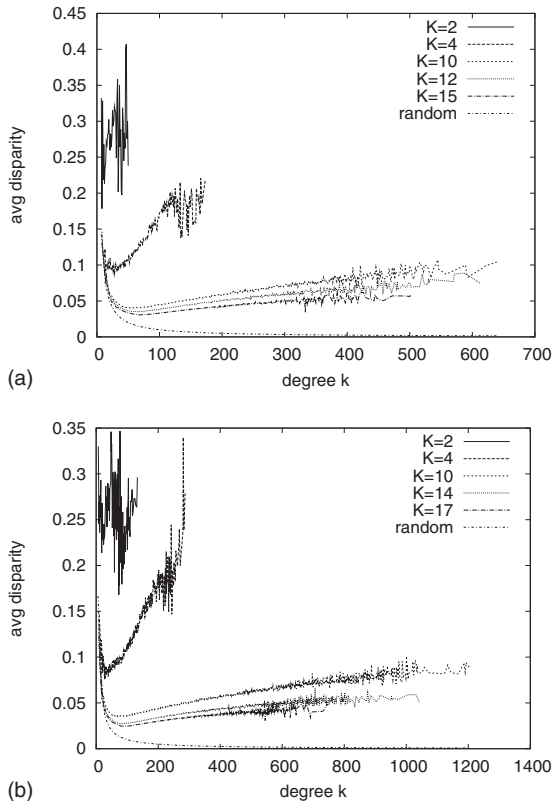 0.45
0.4
0.35
0.3
0.25
0.2
0.15
0.1
0.05
0
avg disparity
K=2
K=4
K=10
K=12
K=15
random
0 100 200 300 400 500 600 700
degree k
(a)
0.35
0.3
0.25
0.2
0.15
0.1
0.05
0
avg disparity
K=2
K=4
K=10
K=14
K=17
random
0 200 400 600 800 1000 1200 1400
degree k
(b)